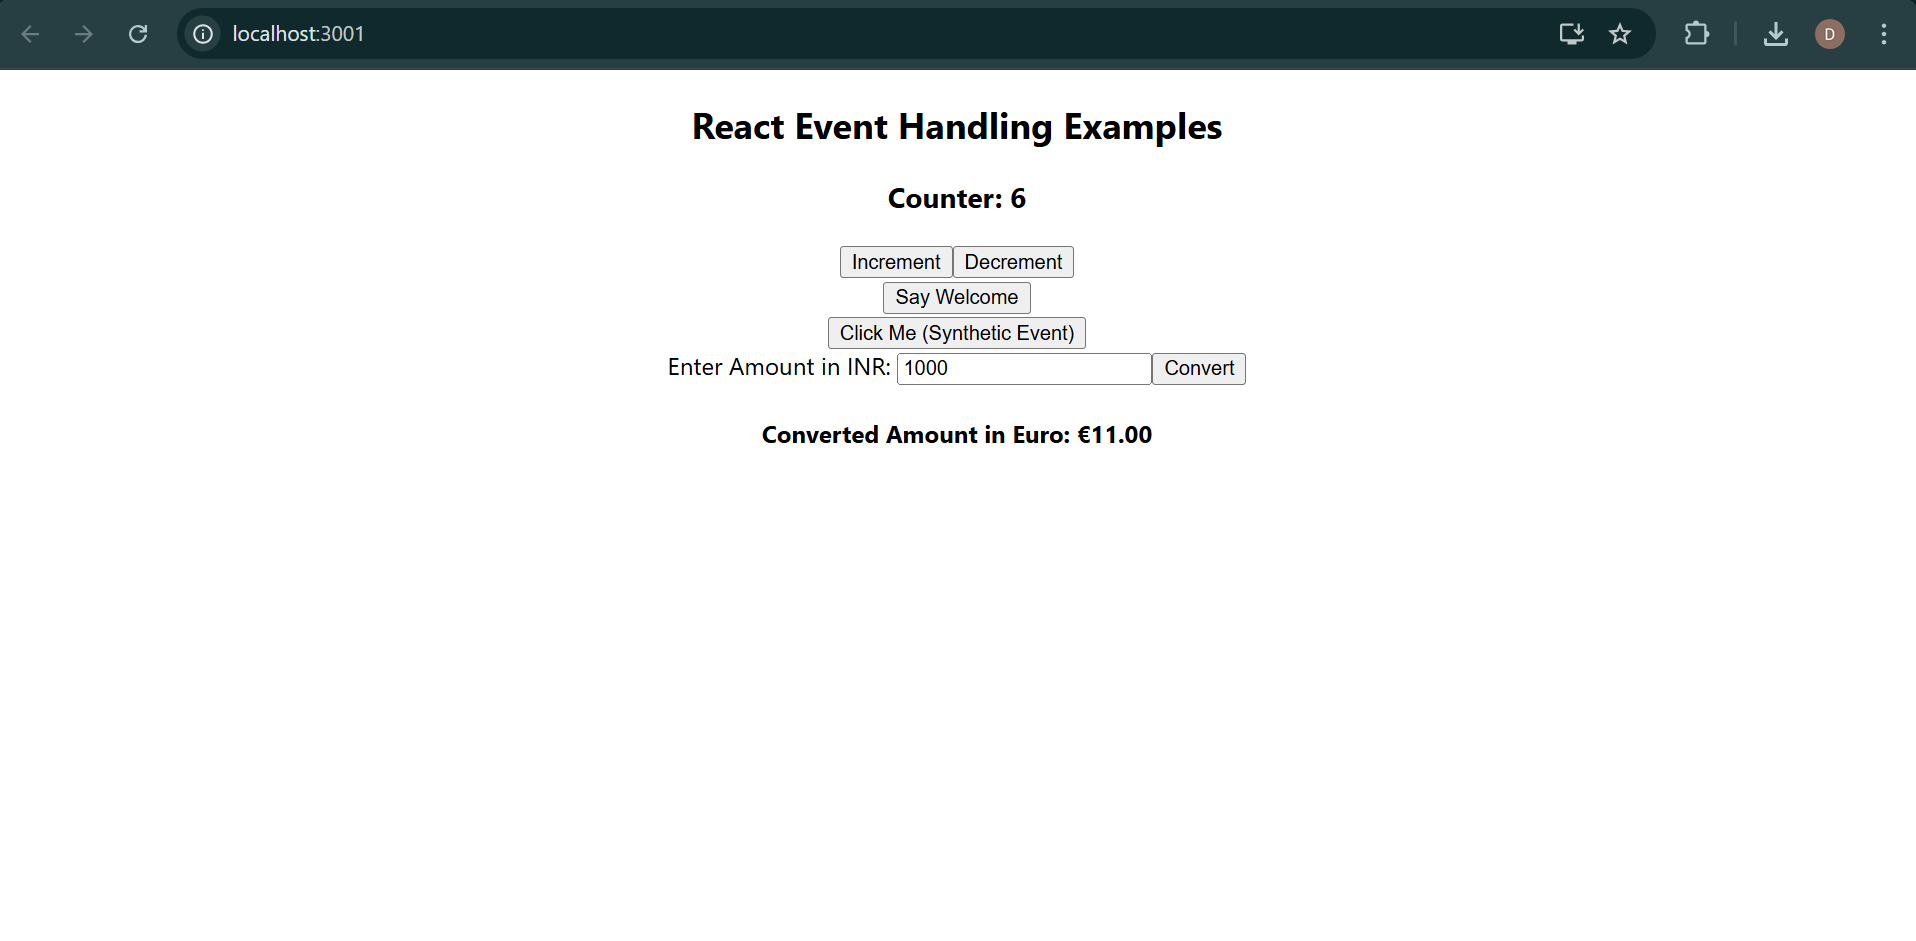 localhost:3001
D
React Event Handling Examples
Counter: 6
Increment Decrement
Say Welcome
Click Me (Synthetic Event)
Enter Amount in INR: 1000 Convert
Converted Amount in Euro: €11.00